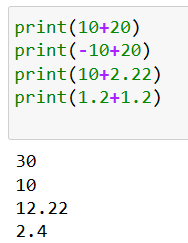 print(10+20)
print(-10+20)
print(10+2.22)
print(1.2+1.2)
30
10
12.22
2.4